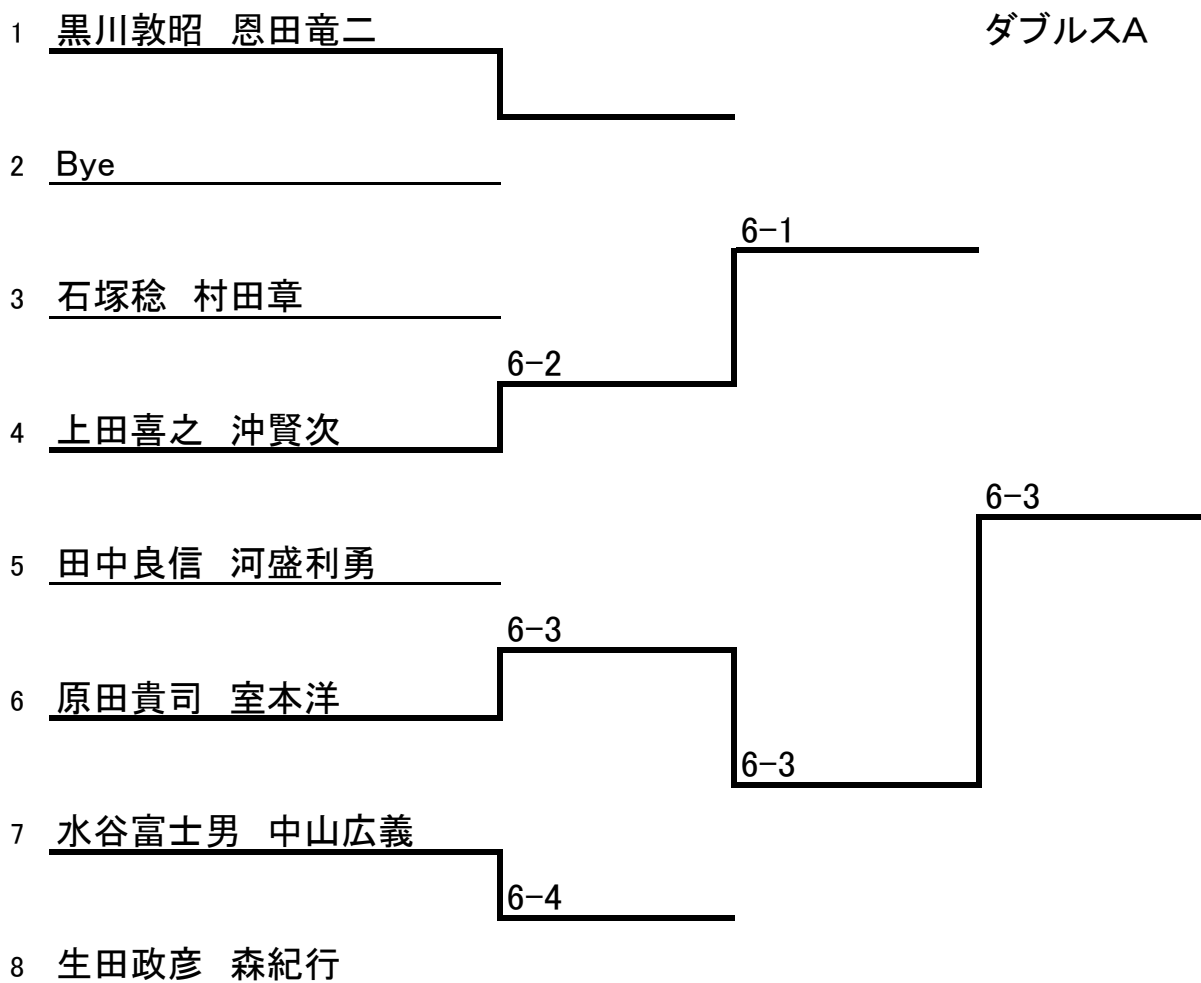 1 黒川敦昭 恩田竜二 ダブルスA
2 Bye
6-1
3 石塚稔 村田章
6-2
4 上田喜之 沖賢次
6-3
5 田中良信 河盛利勇
6-3
6 原田貴司 室本洋
6-3
7 水谷富士男 中山広義
6-4
8 生田政彦 森紀行